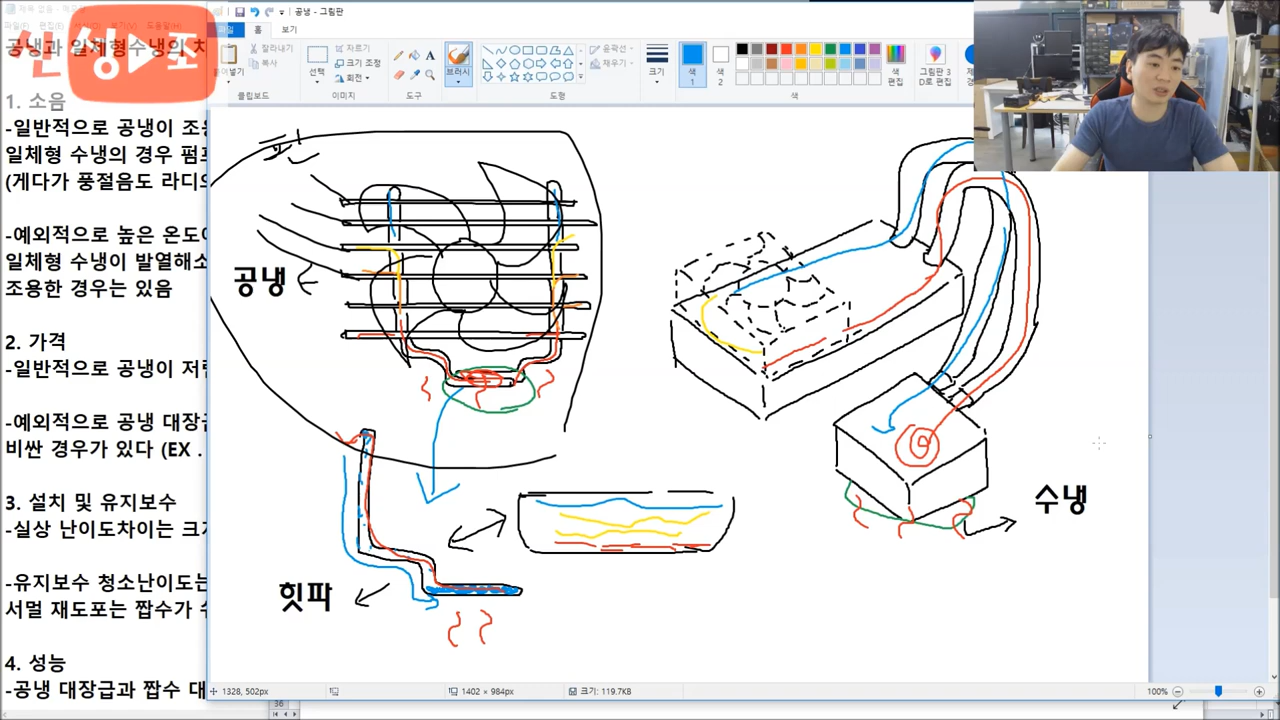 공냉 - 그림판
파일
홈
보기
잘라내기
복사
붙여넣기
클립보드
선택
자르기
크기 조정
회전
이미지
도구
브러시
도형
윤곽선
채우기
크기
색 1
색 2
색
색 편집
그림판 3D로 편집
공냉과 일체형수냉의 차
신성조
1. 소음
-일반적으로 공냉이 조용
일체형 수냉의 경우 펌프
(게다가 풍절음도 라디
-예외적으로 높은 온도
일체형 수냉이 발열해소
조용한 경우는 있음
2. 가격
-일반적으로 공냉이 저렴
-예외적으로 공냉 대장급
비싼 경우가 있다 (EX .
3. 설치 및 유지보수
-실상 난이도차이는 크
-유지보수 청소난이도는
서멀 재도포는 짭수가
4. 성능
-공냉 대장급과 짭수 대
공냉
수냉
힛파
1328, 502px
1402 × 984px
크기: 119.7KB
100%
36